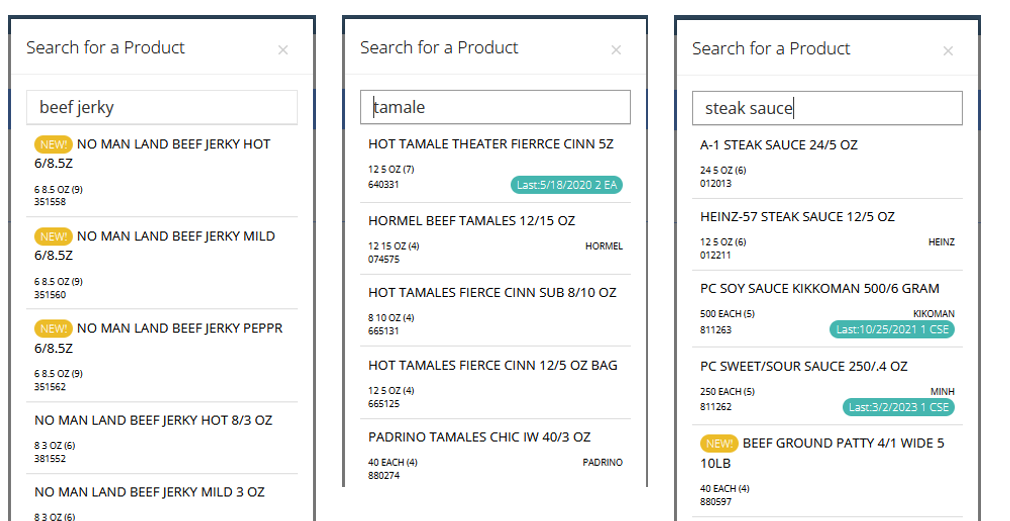 Search for a Product ×
beef jerky
NEW! NO MAN LAND BEEF JERKY HOT
6/8.5Z
6 8.5 OZ (9)
351558
NEW! NO MAN LAND BEEF JERKY MILD
6/8.5Z
6 8.5 OZ (9)
351560
NEW! NO MAN LAND BEEF JERKY PEPPR
6/8.5Z
6 8.5 OZ (9)
351562
NO MAN LAND BEEF JERKY HOT 8/3 OZ
8 3 OZ (6)
381552
NO MAN LAND BEEF JERKY MILD 3 OZ
8 3 OZ (6)
Search for a Product ×
tamale
HOT TAMALE THEATER FIERRCE CINN 5Z
12 5 OZ (7)
640331 Last:5/18/2020 2 EA
HORMEL BEEF TAMALES 12/15 OZ
12 15 OZ (4) HORMEL
074575
HOT TAMALES FIERCE CINN SUB 8/10 OZ
8 10 OZ (4)
665131
HOT TAMALES FIERCE CINN 12/5 OZ BAG
12 5 OZ (4)
665125
PADRINO TAMALES CHIC IW 40/3 OZ
40 EACH (4) PADRINO
880274
Search for a Product ×
steak sauce
A-1 STEAK SAUCE 24/5 OZ
24 5 OZ (6)
012013
HEINZ-57 STEAK SAUCE 12/5 OZ
12 5 OZ (6) HEINZ
012211
PC SOY SAUCE KIKKOMAN 500/6 GRAM
500 EACH (5) KIKOMAN
811263 Last:10/25/2021 1 CSE
PC SWEET/SOUR SAUCE 250/.4 OZ
250 EACH (5) MINH
811262 Last:3/2/2023 1 CSE
NEW! BEEF GROUND PATTY 4/1 WIDE 5
10LB
40 EACH (4)
880597